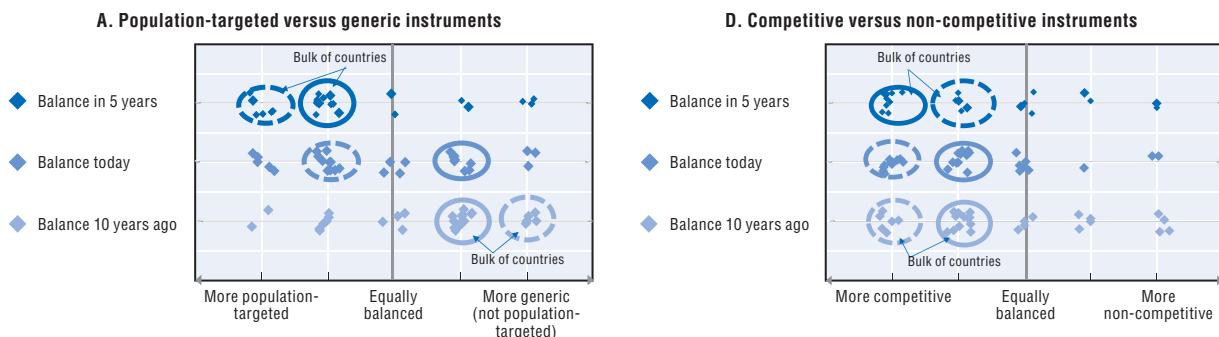 A. Population-targeted versus generic instruments
Bulk of countries
Balance in 5 years
Balance today
Balance 10 years ago
Bulk of countries
More population-
targeted
Equally
balanced
More generic
(not population-
targeted)
D. Competitive versus non-competitive instruments
Bulk of countries
Balance in 5 years
Balance today
Balance 10 years ago
Bulk of countries
More competitive
Equally
balanced
More
non-competitive